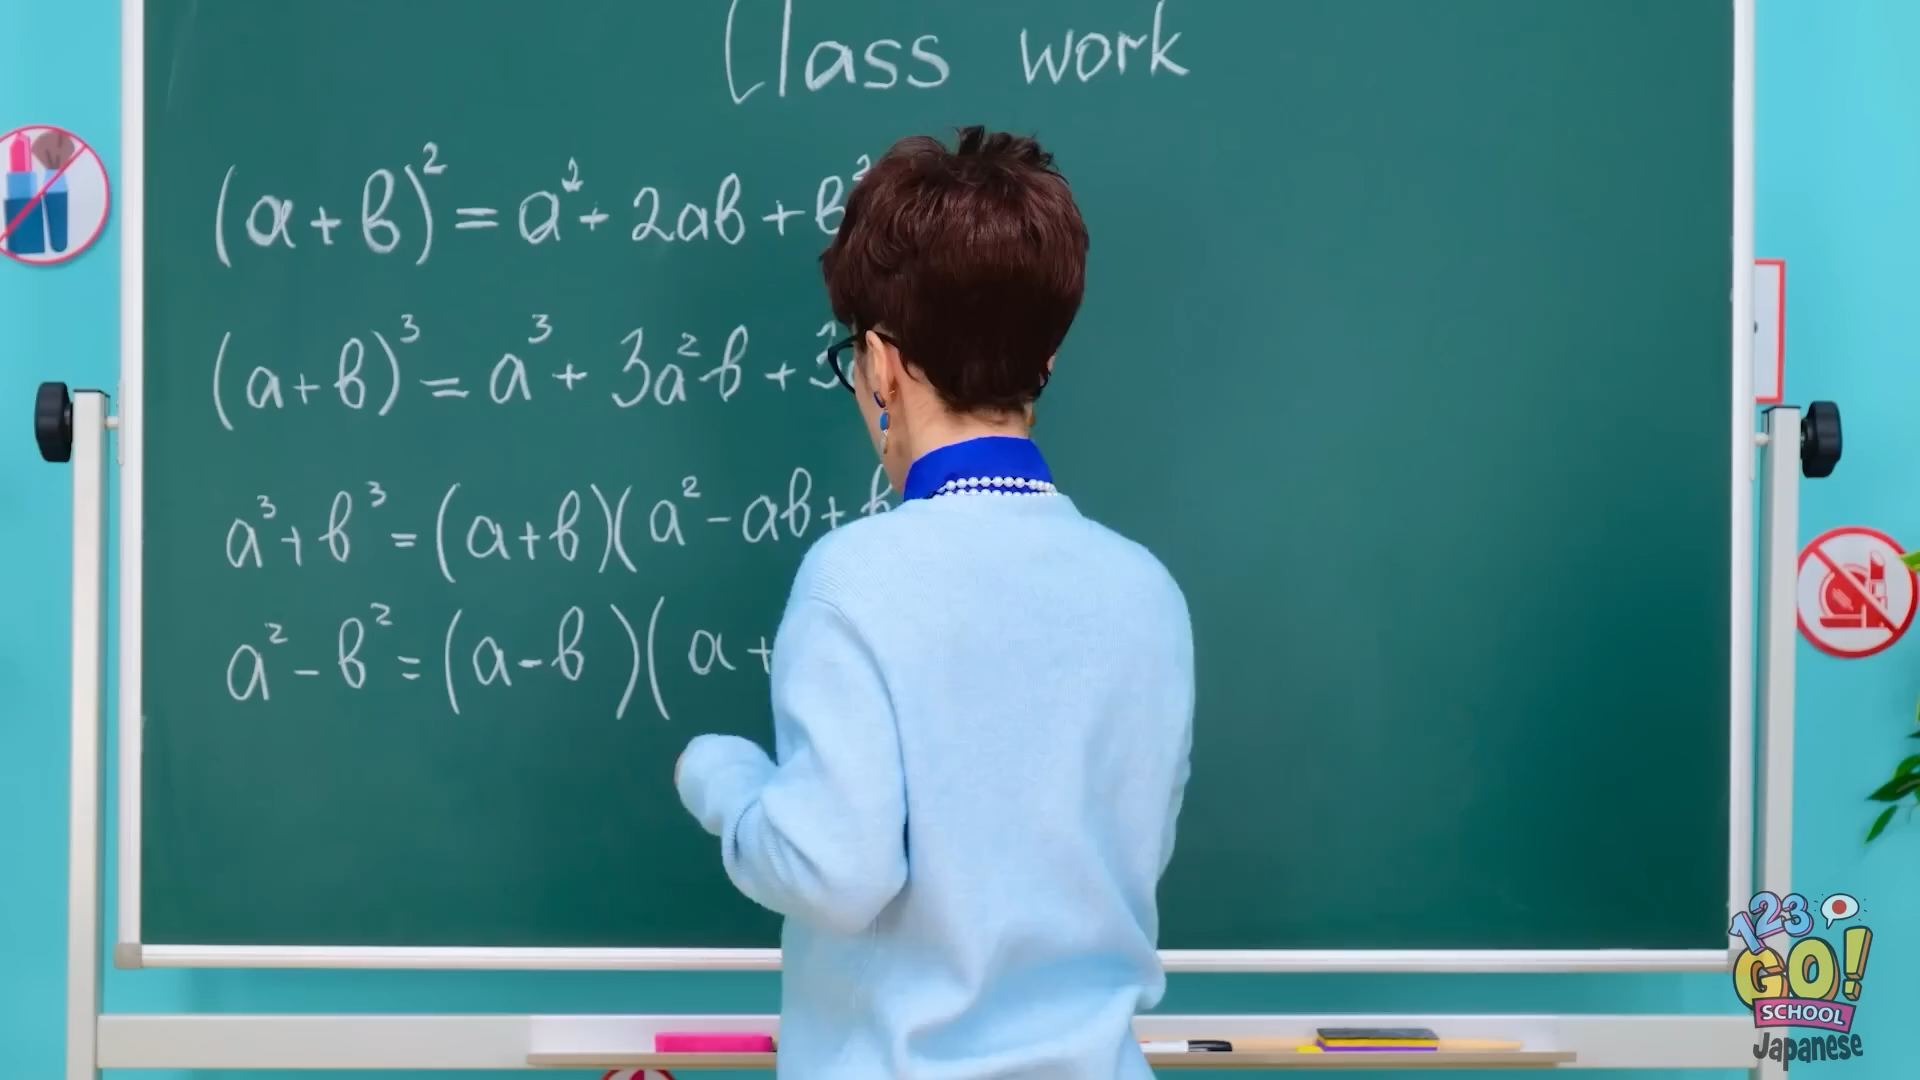 Class work
(a+b)² = a² + 2ab + b²
(a+b)³ = a³ + 3a²b + 3
a³ + b³ = (a+b)(a² - ab + b
a² - b² = (a-b)(a +
123
GO!
SCHOOL
Japanese